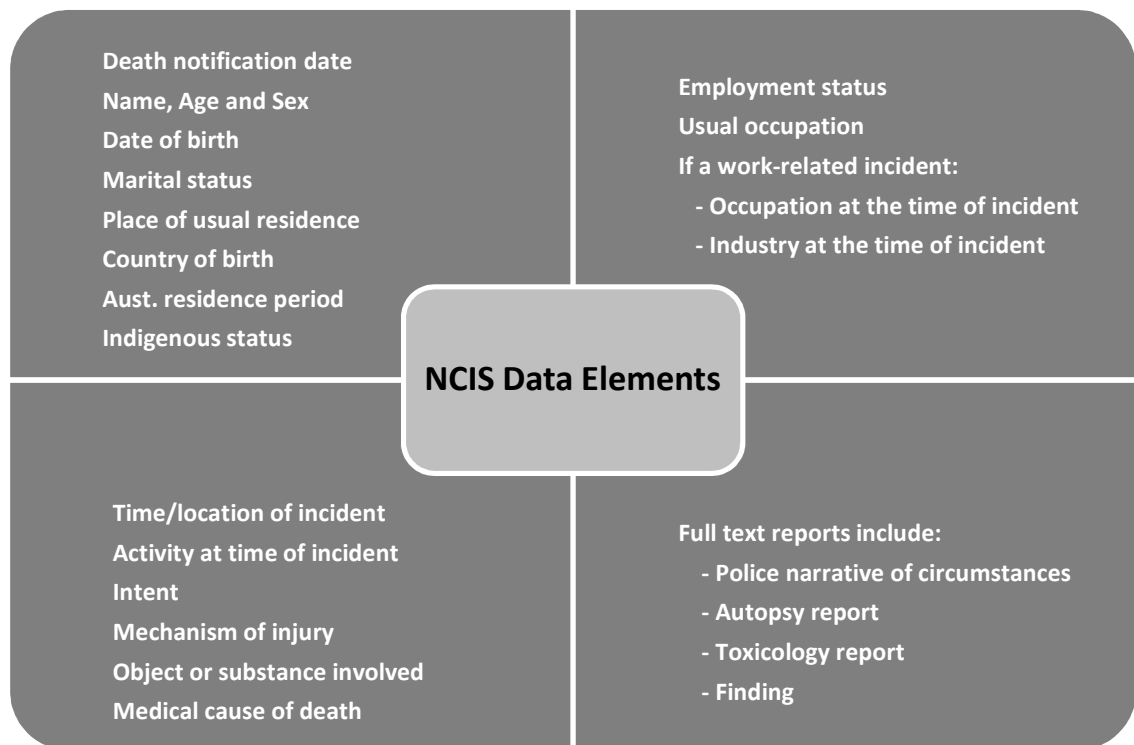 Death notification date
Name, Age and Sex
Date of birth
Marital status
Place of usual residence
Country of birth
Aust. residence period
Indigenous status
Employment status
Usual occupation
If a work-related incident:
- Occupation at the time of incident
- Industry at the time of incident
NCIS Data Elements
Time/location of incident
Activity at time of incident
Intent
Mechanism of injury
Object or substance involved
Medical cause of death
Full text reports include:
- Police narrative of circumstances
- Autopsy report
- Toxicology report
- Finding